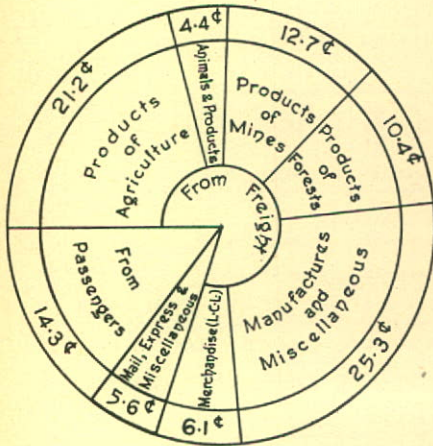 4.4¢
Animals & Products
12.7¢
Products
of
Mines
10.4¢
Products
of
Forests
25.3¢
Manufactures
and
Miscellaneous
6.1¢
Merchandise (L-C-L)
5.6¢
Mail, Express &
Miscellaneous
14.3¢
From
Passengers
21.2¢
Products
of
Agriculture
From Freight